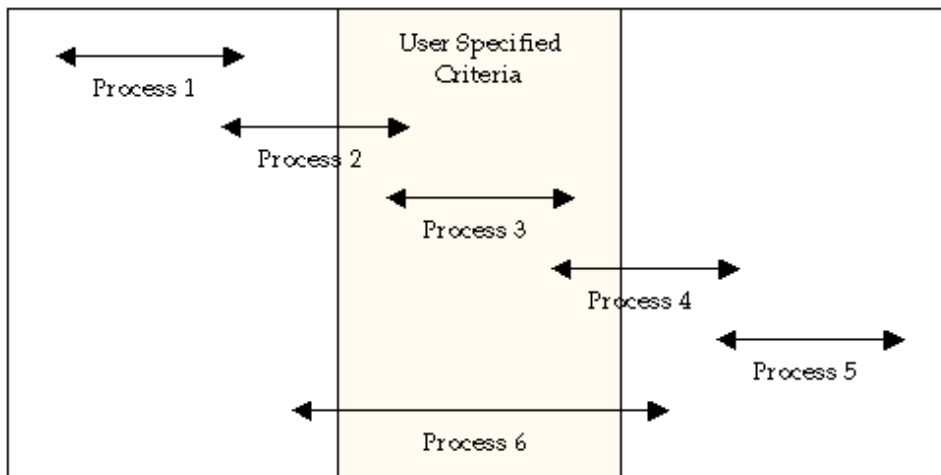 User Specified
Criteria
Process 1
Process 2
Process 3
Process 4
Process 5
Process 6